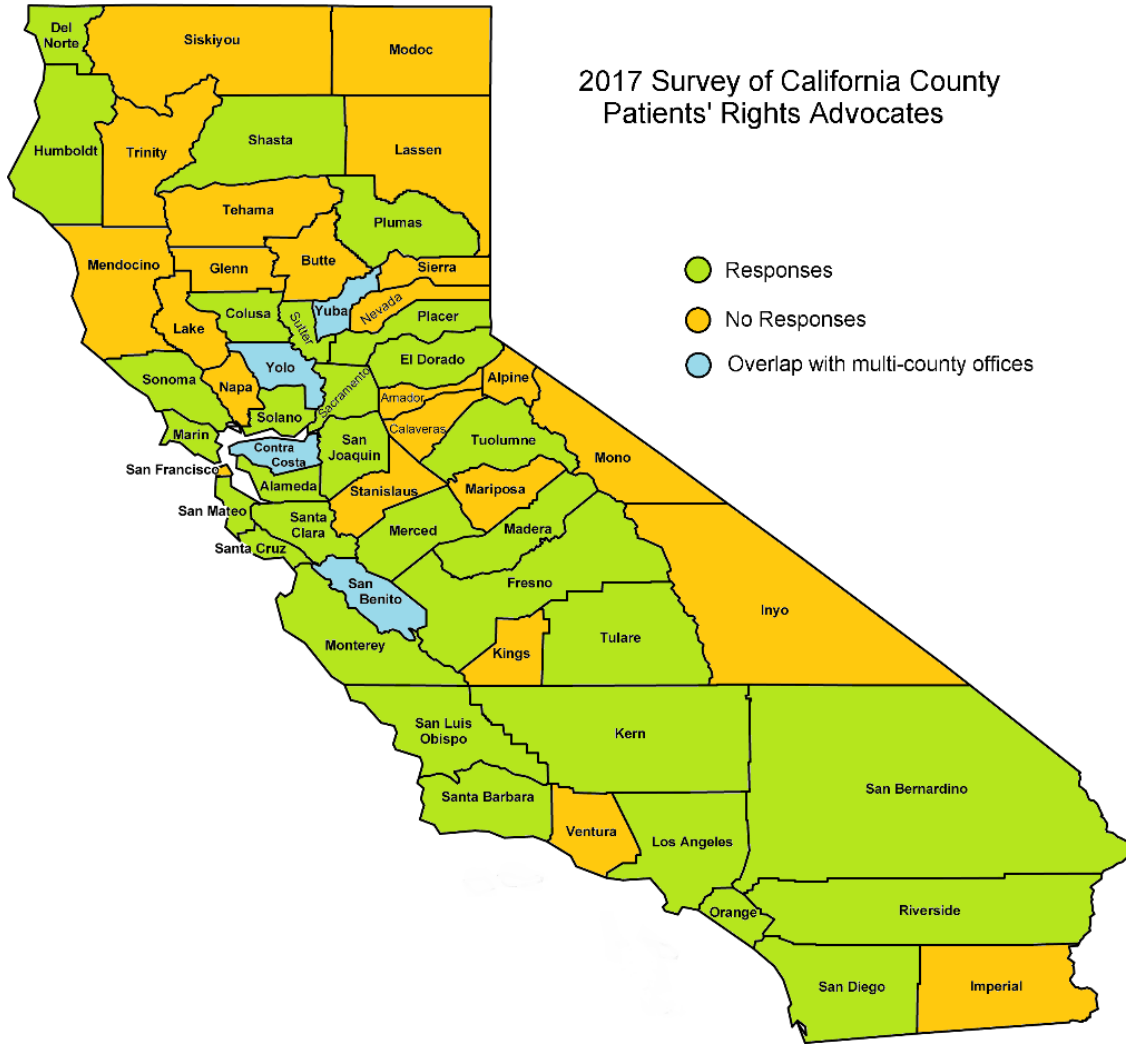 2017 Survey of California County
Patients' Rights Advocates
Responses
No Responses
Overlap with multi-county offices
Del
Norte
Siskiyou
Modoc
Humboldt
Trinity
Shasta
Lassen
Tehama
Plumas
Mendocino
Glenn
Butte
Sierra
Colusa
Sutter
Yuba
Nevada
Placer
Lake
Yolo
El Dorado
Sonoma
Napa
Sacramento
Alpine
Amador
Solano
Calaveras
Marin
Contra
Costa
San
Joaquin
Tuolumne
Mono
San Francisco
Alameda
Stanislaus
Mariposa
San Mateo
Santa
Clara
Merced
Madera
Santa Cruz
San
Benito
Fresno
Inyo
Monterey
Kings
Tulare
San Luis
Obispo
Kern
San Bernardino
Santa Barbara
Ventura
Los Angeles
Orange
Riverside
San Diego
Imperial